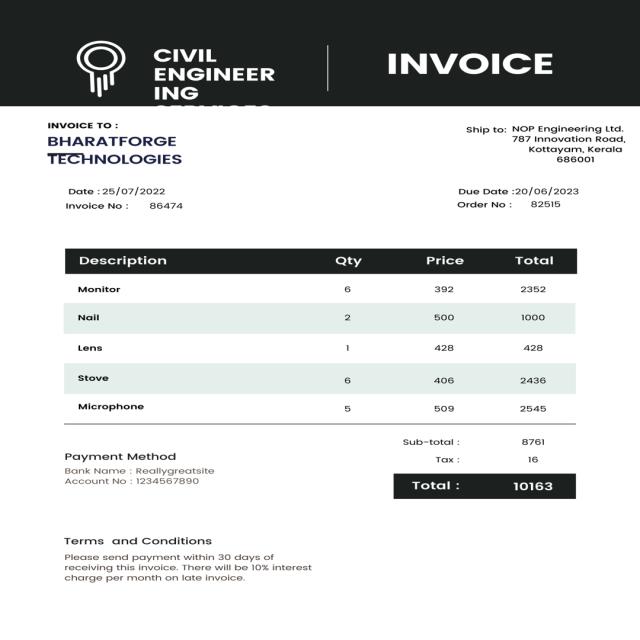 CIVIL
ENGINEER
ING
SERVICES
INVOICE
INVOICE TO :
BHARATFORGE
TECHNOLOGIES
Ship to: NOP Engineering Ltd.
787 Innovation Road,
Kottayam, Kerala
686001
Date : 25/07/2022
Due Date :20/06/2023
Invoice No : 86474
Order No : 82515
Description Qty Price Total
Monitor 6 392 2352
Nail 2 500 1000
Lens 1 428 428
Stove 6 406 2436
Microphone 5 509 2545
Sub-total : 8761
Tax : 16
Total : 10163
Payment Method
Bank Name : Reallygreatsite
Account No : 1234567890
Terms and Conditions
Please send payment within 30 days of
receiving this invoice. There will be 10% interest
charge per month on late invoice.